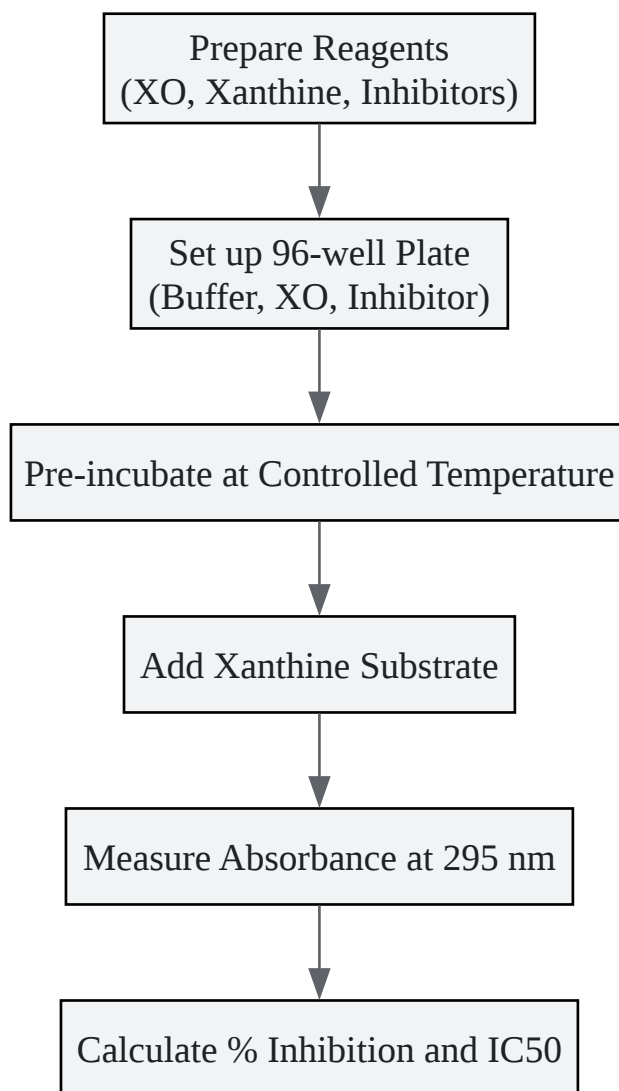 Prepare Reagents
(XO, Xanthine, Inhibitors)
Set up 96-well Plate
(Buffer, XO, Inhibitor)
Pre-incubate at Controlled Temperature
Add Xanthine Substrate
Measure Absorbance at 295 nm
Calculate % Inhibition and IC50